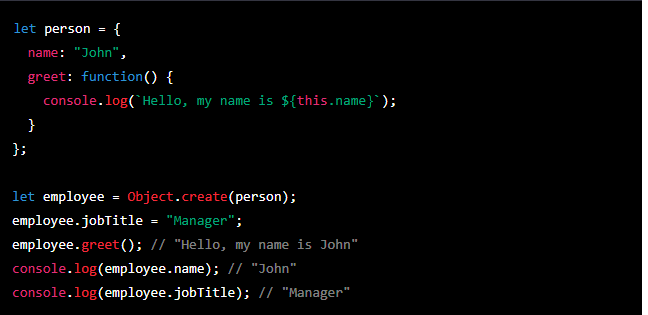 let person = {
  name: "John",
  greet: function() {
    console.log(`Hello, my name is ${this.name}`);
  }
};

let employee = Object.create(person);
employee.jobTitle = "Manager";
employee.greet(); // "Hello, my name is John"
console.log(employee.name); // "John"
console.log(employee.jobTitle); // "Manager"